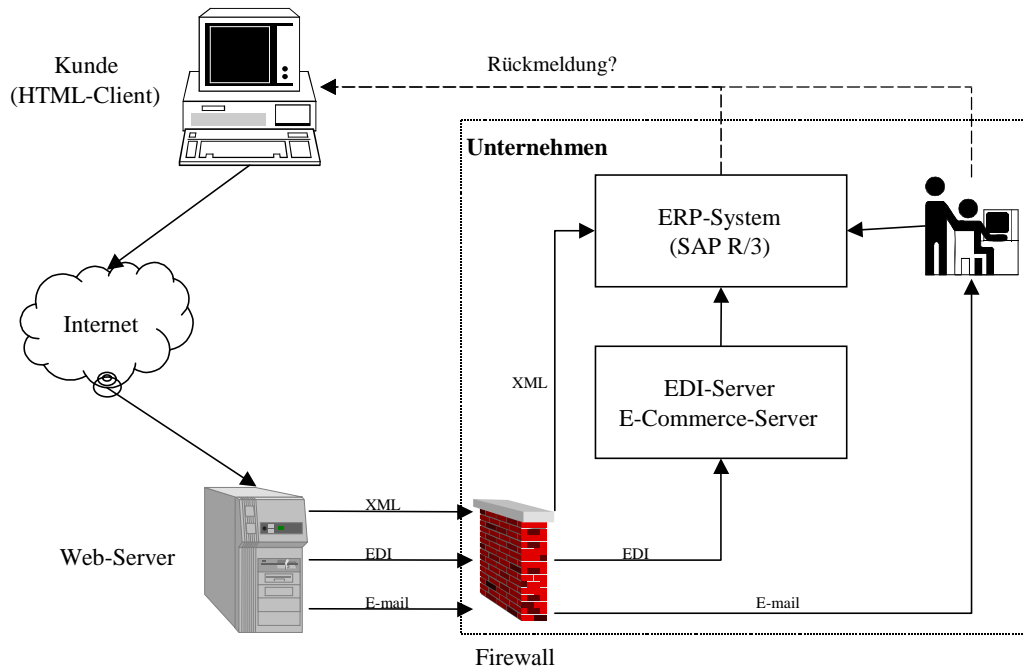 Kunde
(HTML-Client)
Rückmeldung?
Unternehmen
ERP-System
(SAP R/3)
Internet
XML
EDI-Server
E-Commerce-Server
Web-Server
XML
EDI
E-mail
EDI
E-mail
Firewall